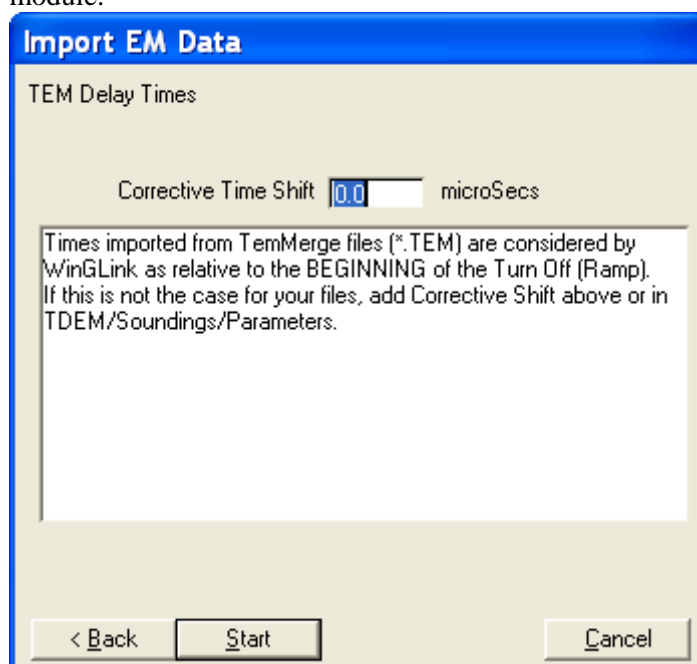 module.
Import EM Data
TEM Delay Times
Corrective Time Shift 0.0 microSecs
Times imported from TemMerge files (*.TEM) are considered by
WinGLink as relative to the BEGINNING of the Turn Off (Ramp).
If this is not the case for your files, add Corrective Shift above or in
TDEM/Soundings/Parameters.
< Back Start Cancel